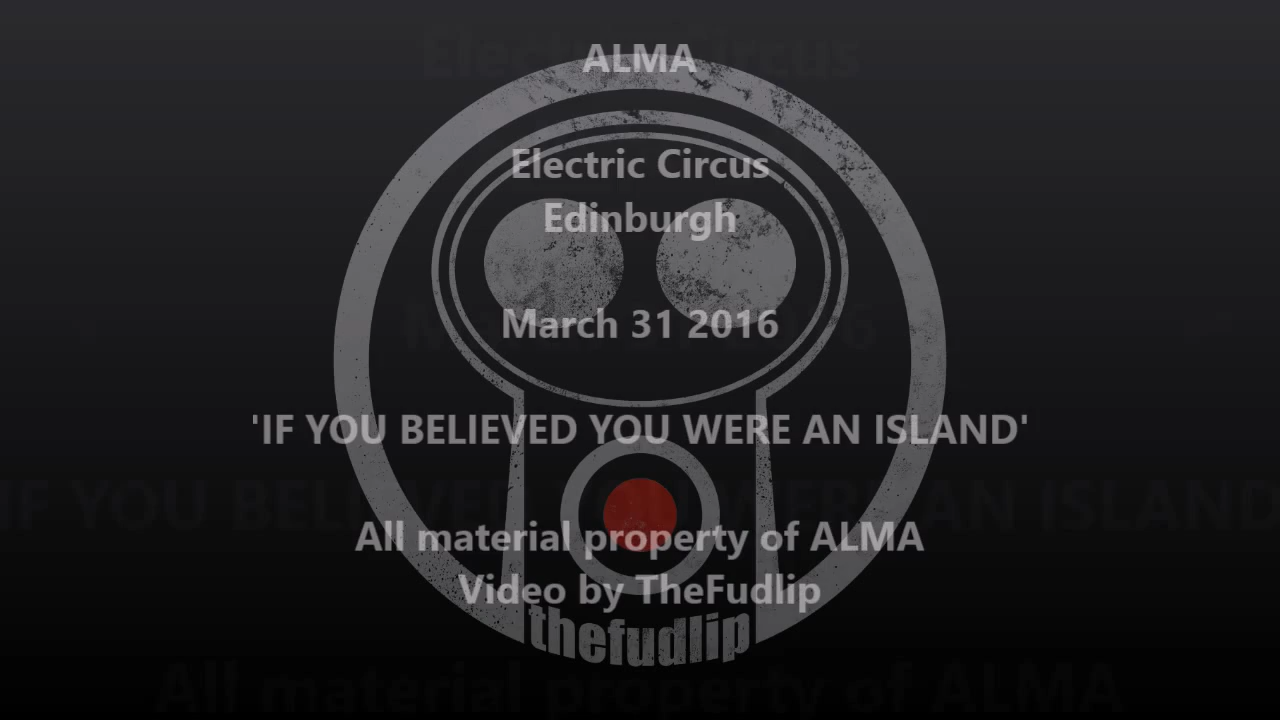 ALMA
Electric Circus
Edinburgh
March 31 2016
'IF YOU BELIEVED YOU WERE AN ISLAND'
All material property of ALMA
Video by TheFudlip
thefudlip